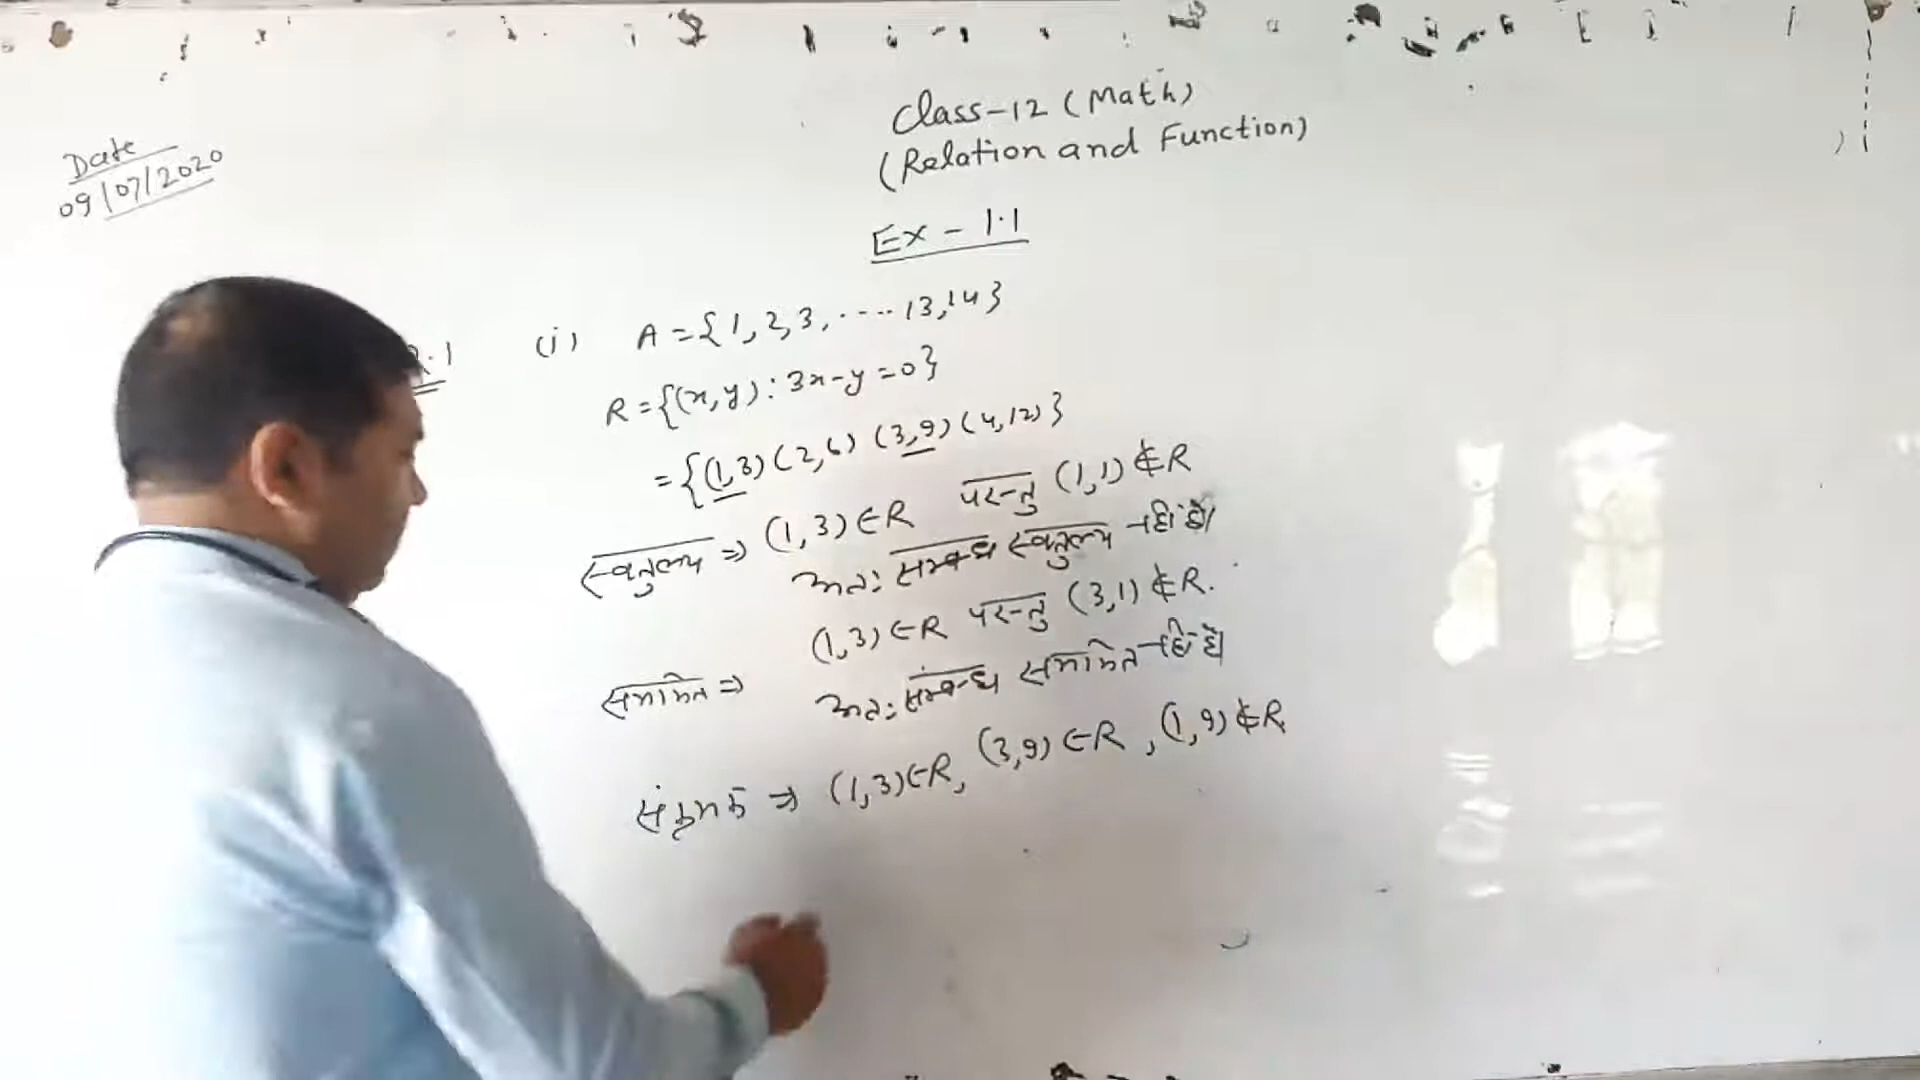 Date
09/07/2020
Class-12 (Math)
(Relation and Function)
Ex - 1.1
.1 (i) A = {1, 2, 3, .... 13, 14}
R = {(x, y) : 3x - y = 0}
= {(1,3) (2,6) (3,9) (4,12)}
स्वतुल्य ⇒ (1,3) ∈ R परन्तु (1,1) ∉ R
अतः सम्बन्ध स्वतुल्य नहीं है।
(1,3) ∈ R परन्तु (3,1) ∉ R.
सममित ⇒ अतः सम्बन्ध सममित नहीं है
संक्रमक ⇒ (1,3) ∈ R, (3,9) ∈ R, (1,9) ∉ R